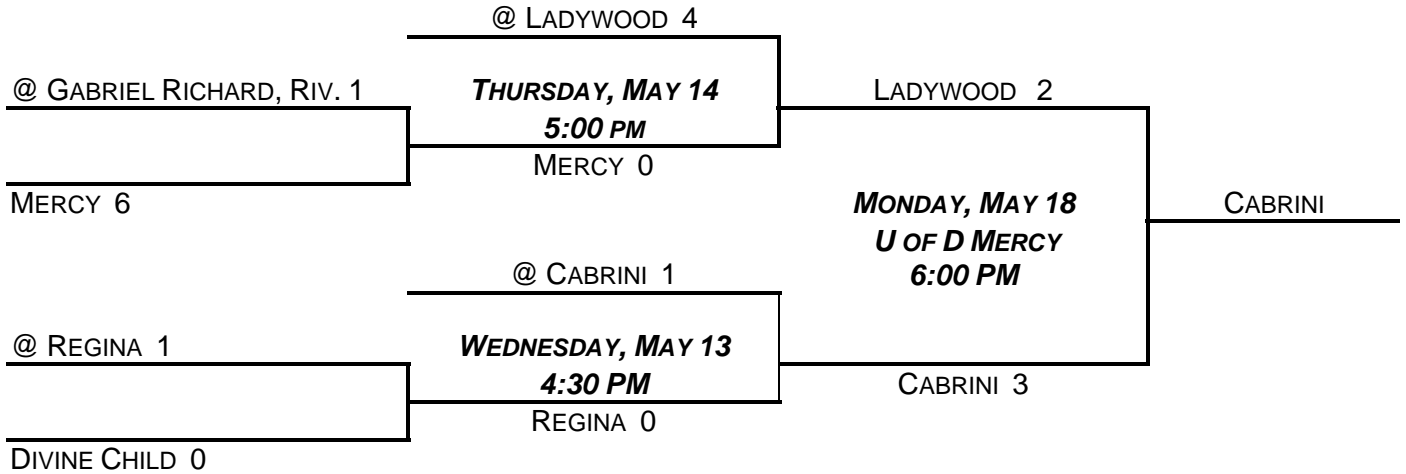 @ LADYWOOD 4
@ GABRIEL RICHARD, RIV. 1
THURSDAY, MAY 14
LADYWOOD 2
5:00 PM
MERCY 0
MERCY 6
MONDAY, MAY 18
CABRINI
U OF D MERCY
@ CABRINI 1
6:00 PM
@ REGINA 1
WEDNESDAY, MAY 13
4:30 PM
CABRINI 3
REGINA 0
DIVINE CHILD 0